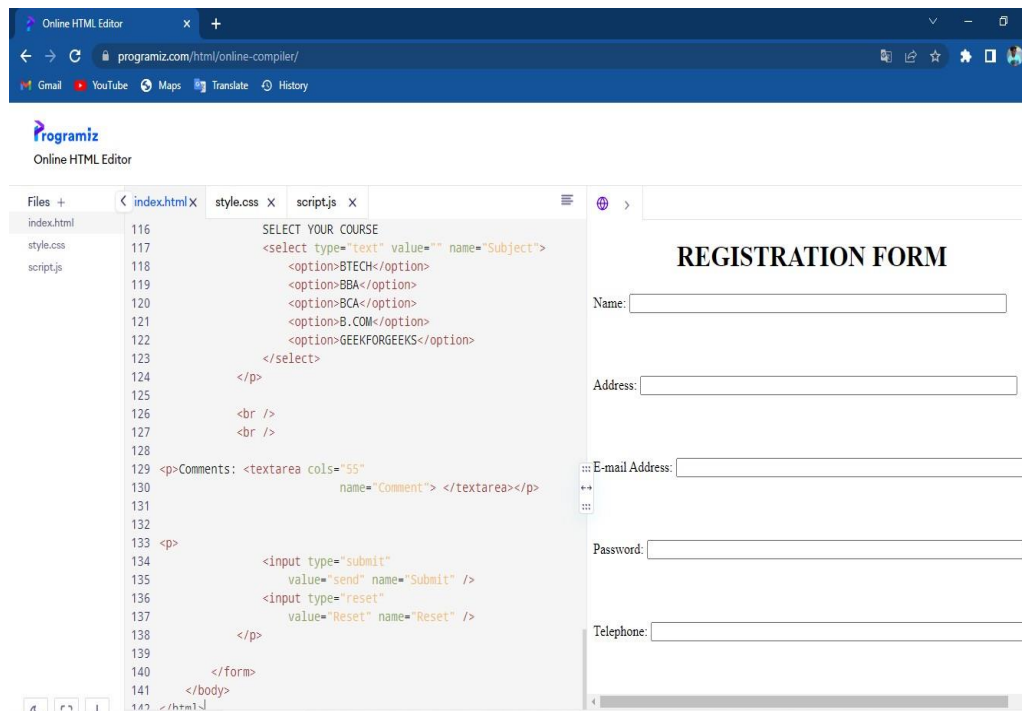 Online HTML Editor
programiz.com/html/online-compiler/
Gmail YouTube Maps Translate History
Programiz
Online HTML Editor
Files +
index.html
style.css
script.js
index.html x style.css x script.js x
116 SELECT YOUR COURSE
117 <select type="text" value="" name="Subject">
118 <option>BTECH</option>
119 <option>BBA</option>
120 <option>BCA</option>
121 <option>B.COM</option>
122 <option>GEEKFORGEEKS</option>
123 </select>
124 </p>
125
126 <br />
127 <br />
128
129 <p>Comments: <textarea cols="55"
130 name="Comment"> </textarea></p>
131
132
133 <p>
134 <input type="submit"
135 value="send" name="Submit" />
136 <input type="reset"
137 value="Reset" name="Reset" />
138 </p>
139
140 </form>
141 </body>
142 </html>
REGISTRATION FORM
Name:
Address:
E-mail Address:
Password:
Telephone: